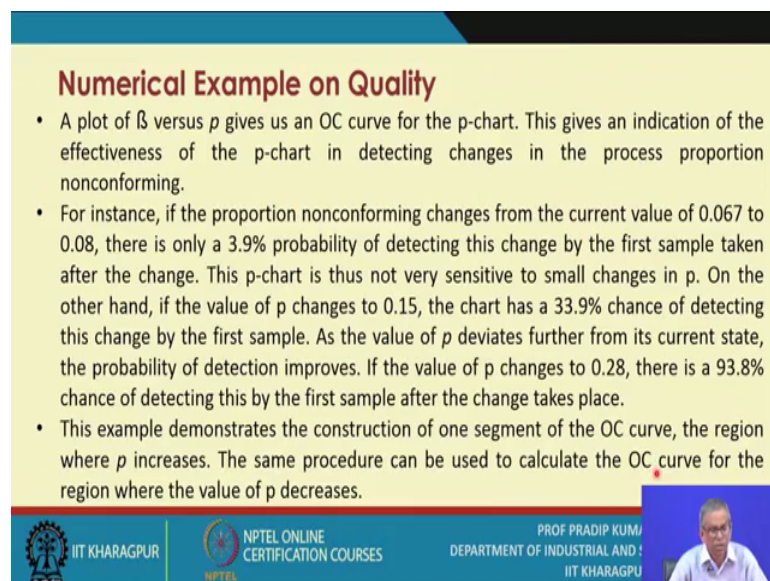 Numerical Example on Quality
• A plot of ß versus p gives us an OC curve for the p-chart. This gives an indication of the
effectiveness of the p-chart in detecting changes in the process proportion
nonconforming.
• For instance, if the proportion nonconforming changes from the current value of 0.067 to
0.08, there is only a 3.9% probability of detecting this change by the first sample taken
after the change. This p-chart is thus not very sensitive to small changes in p. On the
other hand, if the value of p changes to 0.15, the chart has a 33.9% chance of detecting
this change by the first sample. As the value of p deviates further from its current state,
the probability of detection improves. If the value of p changes to 0.28, there is a 93.8%
chance of detecting this by the first sample after the change takes place.
• This example demonstrates the construction of one segment of the OC curve, the region
where p increases. The same procedure can be used to calculate the OC curve for the
region where the value of p decreases.
IIT KHARAGPUR
NPTEL
NPTEL ONLINE
CERTIFICATION COURSES
PROF PRADIP KUMA
DEPARTMENT OF INDUSTRIAL AND S
IIT KHARAGPU